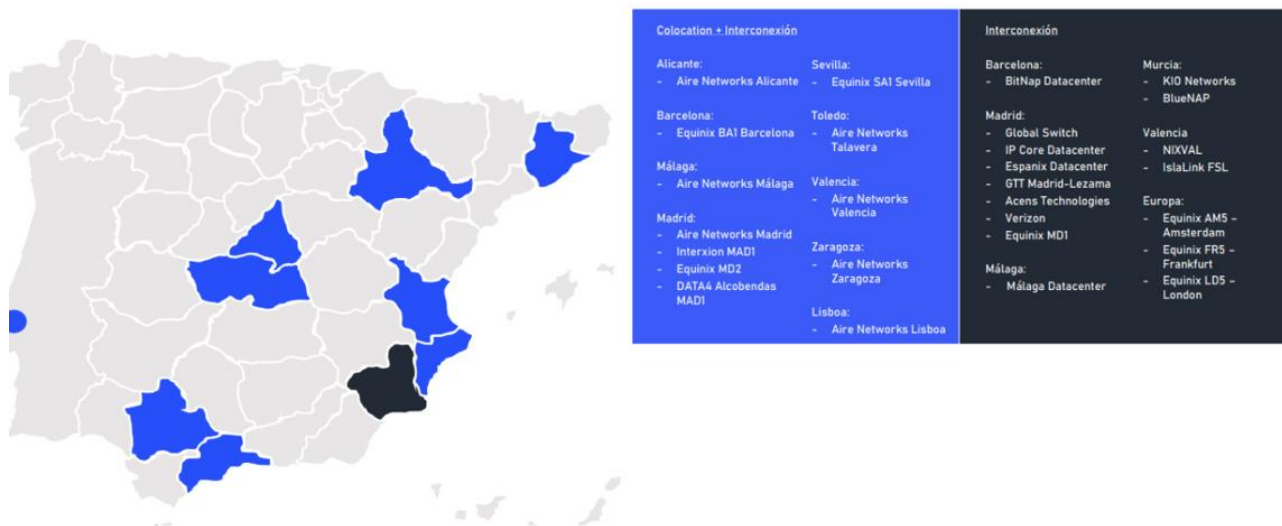 Colocation + Interconexión
Alicante:
- Aire Networks Alicante
Barcelona:
- Equinix BA1 Barcelona
Málaga:
- Aire Networks Málaga
Madrid:
- Aire Networks Madrid
- Interxion MAD1
- Equinix MD2
- DATA4 Alcobendas
MAD1
Sevilla:
- Equinix SA1 Sevilla
Toledo:
- Aire Networks
Talavera
Valencia:
- Aire Networks
Valencia
Zaragoza:
- Aire Networks
Zaragoza
Lisboa:
- Aire Networks Lisboa
Interconexión
Barcelona:
- BitNap Datacenter
Madrid:
- Global Switch
- IP Core Datacenter
- Espanix Datacenter
- GTT Madrid-Lezama
- Acens Technologies
- Verizon
- Equinix MD1
Málaga:
- Málaga Datacenter
Murcia:
- KIO Networks
- BlueNAP
Valencia
- NIXVAL
- IslaLink FSL
Europa:
- Equinix AM5 –
Amsterdam
- Equinix FR5 –
Frankfurt
- Equinix LD5 –
London